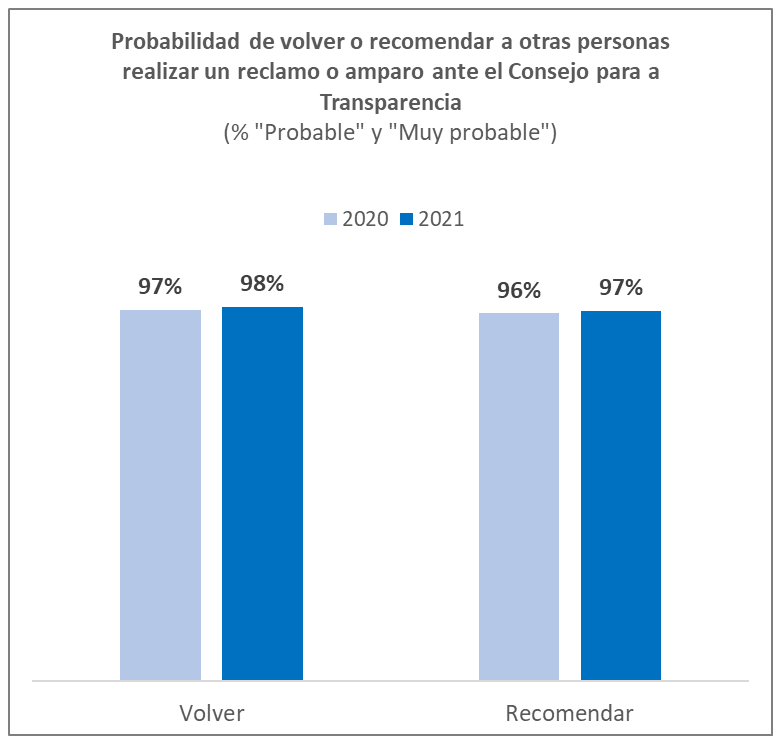 Probabilidad de volver o recomendar a otras personas
realizar un reclamo o amparo ante el Consejo para a
Transparencia
(% "Probable" y "Muy probable")
2020 2021
97% 98% 96% 97%
Volver Recomendar